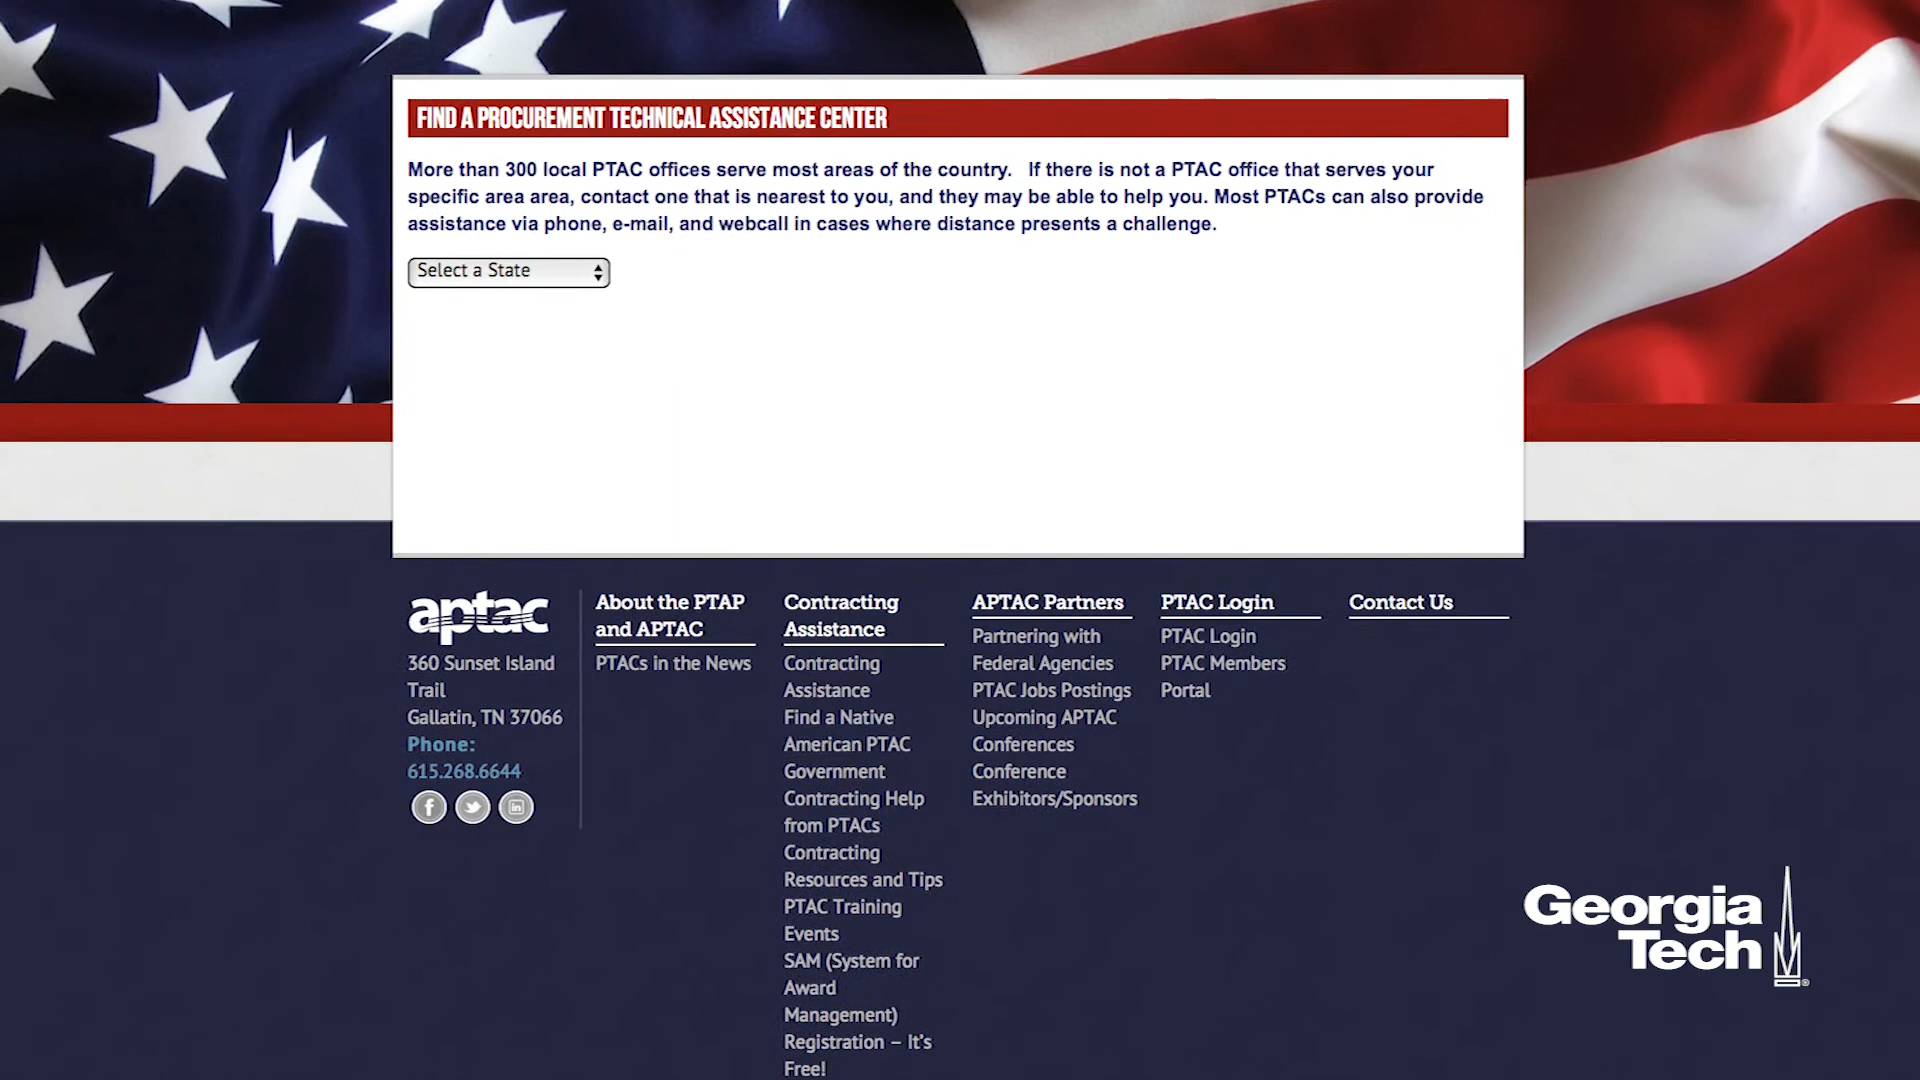 FIND A PROCUREMENT TECHNICAL ASSISTANCE CENTER
More than 300 local PTAC offices serve most areas of the country. If there is not a PTAC office that serves your
specific area area, contact one that is nearest to you, and they may be able to help you. Most PTACs can also provide
assistance via phone, e-mail, and webcall in cases where distance presents a challenge.
Select a State
aptac
360 Sunset Island
Trail
Gallatin, TN 37066
Phone:
615.268.6644
About the PTAP
and APTAC
PTACs in the News
Contracting
Assistance
Contracting
Assistance
Find a Native
American PTAC
Government
Contracting Help
from PTACs
Contracting
Resources and Tips
PTAC Training
Events
SAM (System for
Award
Management)
Registration – It's
Free!
APTAC Partners
Partnering with
Federal Agencies
PTAC Jobs Postings
Upcoming APTAC
Conferences
Conference
Exhibitors/Sponsors
PTAC Login
PTAC Login
PTAC Members
Portal
Contact Us
Georgia
Tech